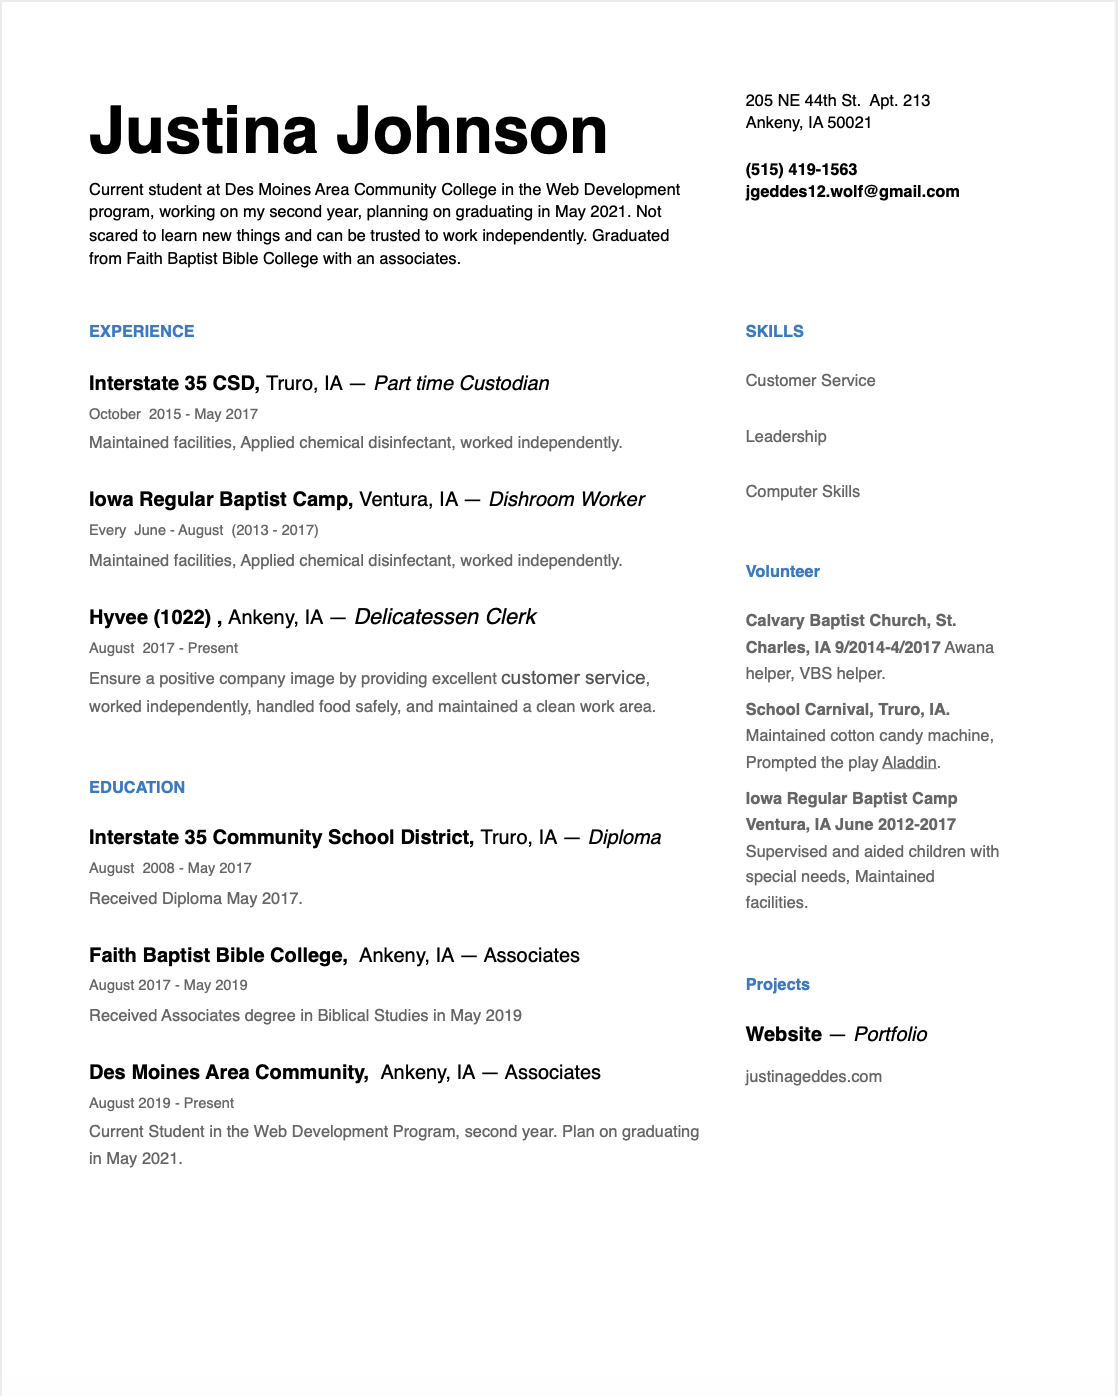 Justina Johnson
Current student at Des Moines Area Community College in the Web Development
program, working on my second year, planning on graduating in May 2021. Not
scared to learn new things and can be trusted to work independently. Graduated
from Faith Baptist Bible College with an associates.
205 NE 44th St.  Apt. 213
Ankeny, IA 50021
(515) 419-1563
jgeddes12.wolf@gmail.com
EXPERIENCE
Interstate 35 CSD, Truro, IA — Part time Custodian
October  2015 - May 2017
Maintained facilities, Applied chemical disinfectant, worked independently.
Iowa Regular Baptist Camp, Ventura, IA — Dishroom Worker
Every  June - August  (2013 - 2017)
Maintained facilities, Applied chemical disinfectant, worked independently.
Hyvee (1022) , Ankeny, IA — Delicatessen Clerk
August  2017 - Present
Ensure a positive company image by providing excellent customer service,
worked independently, handled food safely, and maintained a clean work area.
EDUCATION
Interstate 35 Community School District, Truro, IA — Diploma
August  2008 - May 2017
Received Diploma May 2017.
Faith Baptist Bible College,  Ankeny, IA — Associates
August 2017 - May 2019
Received Associates degree in Biblical Studies in May 2019
Des Moines Area Community,  Ankeny, IA — Associates
August 2019 - Present
Current Student in the Web Development Program, second year. Plan on graduating
in May 2021.
SKILLS
Customer Service
Leadership
Computer Skills
Volunteer
Calvary Baptist Church, St.
Charles, IA 9/2014-4/2017 Awana
helper, VBS helper.
School Carnival, Truro, IA.
Maintained cotton candy machine,
Prompted the play Aladdin.
Iowa Regular Baptist Camp
Ventura, IA June 2012-2017
Supervised and aided children with
special needs, Maintained
facilities.
Projects
Website — Portfolio
justinageddes.com